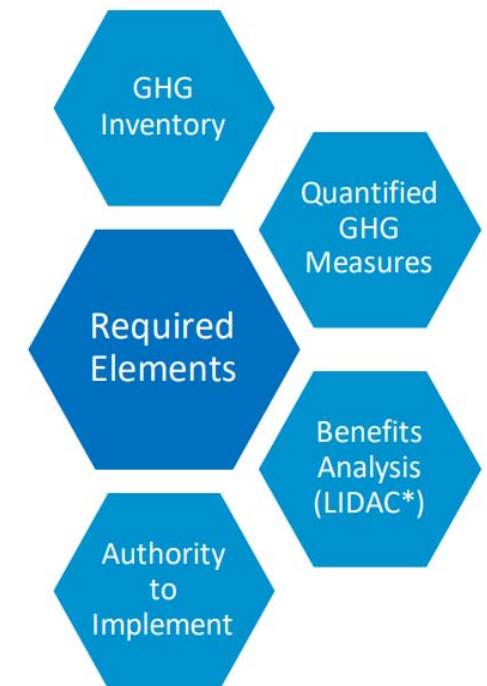 GHG
Inventory
Quantified
GHG
Measures
Required
Elements
Benefits
Analysis
(LIDAC*)
Authority
to
Implement